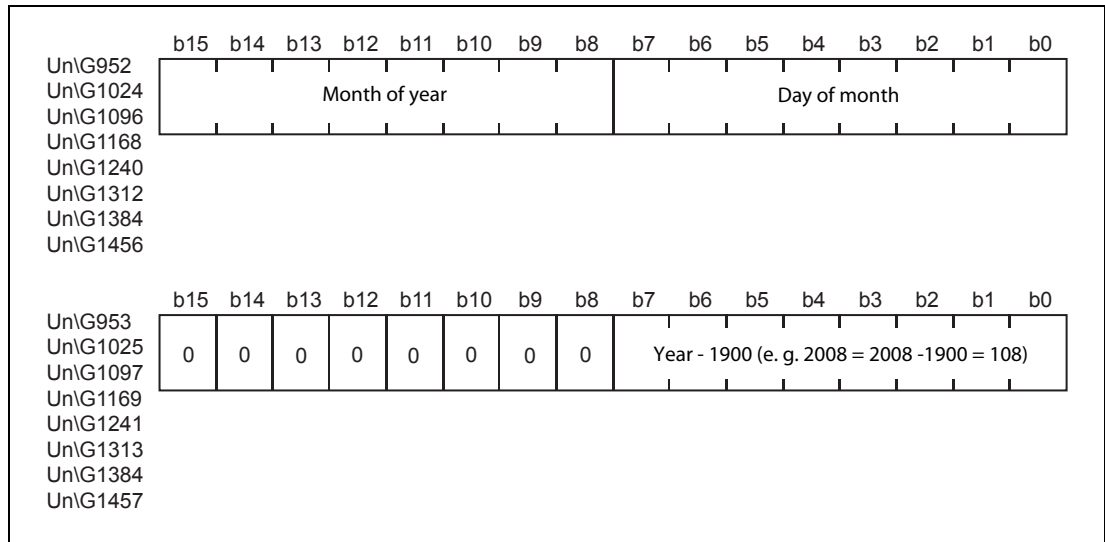 b15 b14 b13 b12 b11 b10 b9 b8 b7 b6 b5 b4 b3 b2 b1 b0
Un\G952
Un\G1024
Month of year Day of month
Un\G1096
Un\G1168
Un\G1240
Un\G1312
Un\G1384
Un\G1456
b15 b14 b13 b12 b11 b10 b9 b8 b7 b6 b5 b4 b3 b2 b1 b0
Un\G953
Un\G1025
0 0 0 0 0 0 0 0 Year - 1900 (e. g. 2008 = 2008 -1900 = 108)
Un\G1097
Un\G1169
Un\G1241
Un\G1313
Un\G1384
Un\G1457